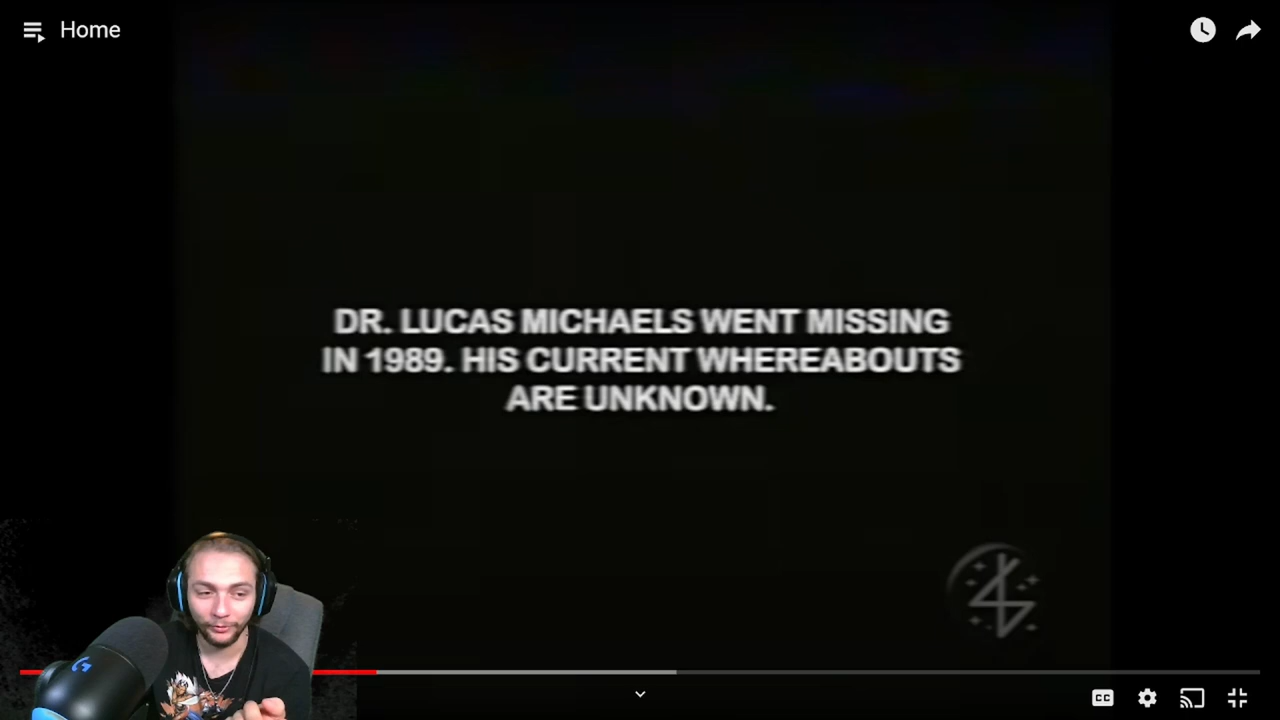 Home
DR. LUCAS MICHAELS WENT MISSING
IN 1989. HIS CURRENT WHEREABOUTS
ARE UNKNOWN.
CC